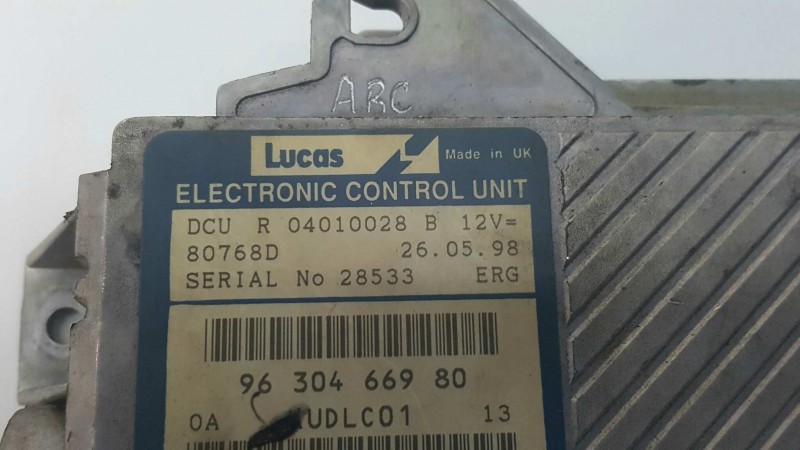 ARC
Lucas Made in UK
ELECTRONIC CONTROL UNIT
DCU R 04010028 B 12V=
80768D 26.05.98
SERIAL No 28533 ERG
96 304 669 80
OA UDLC01 13